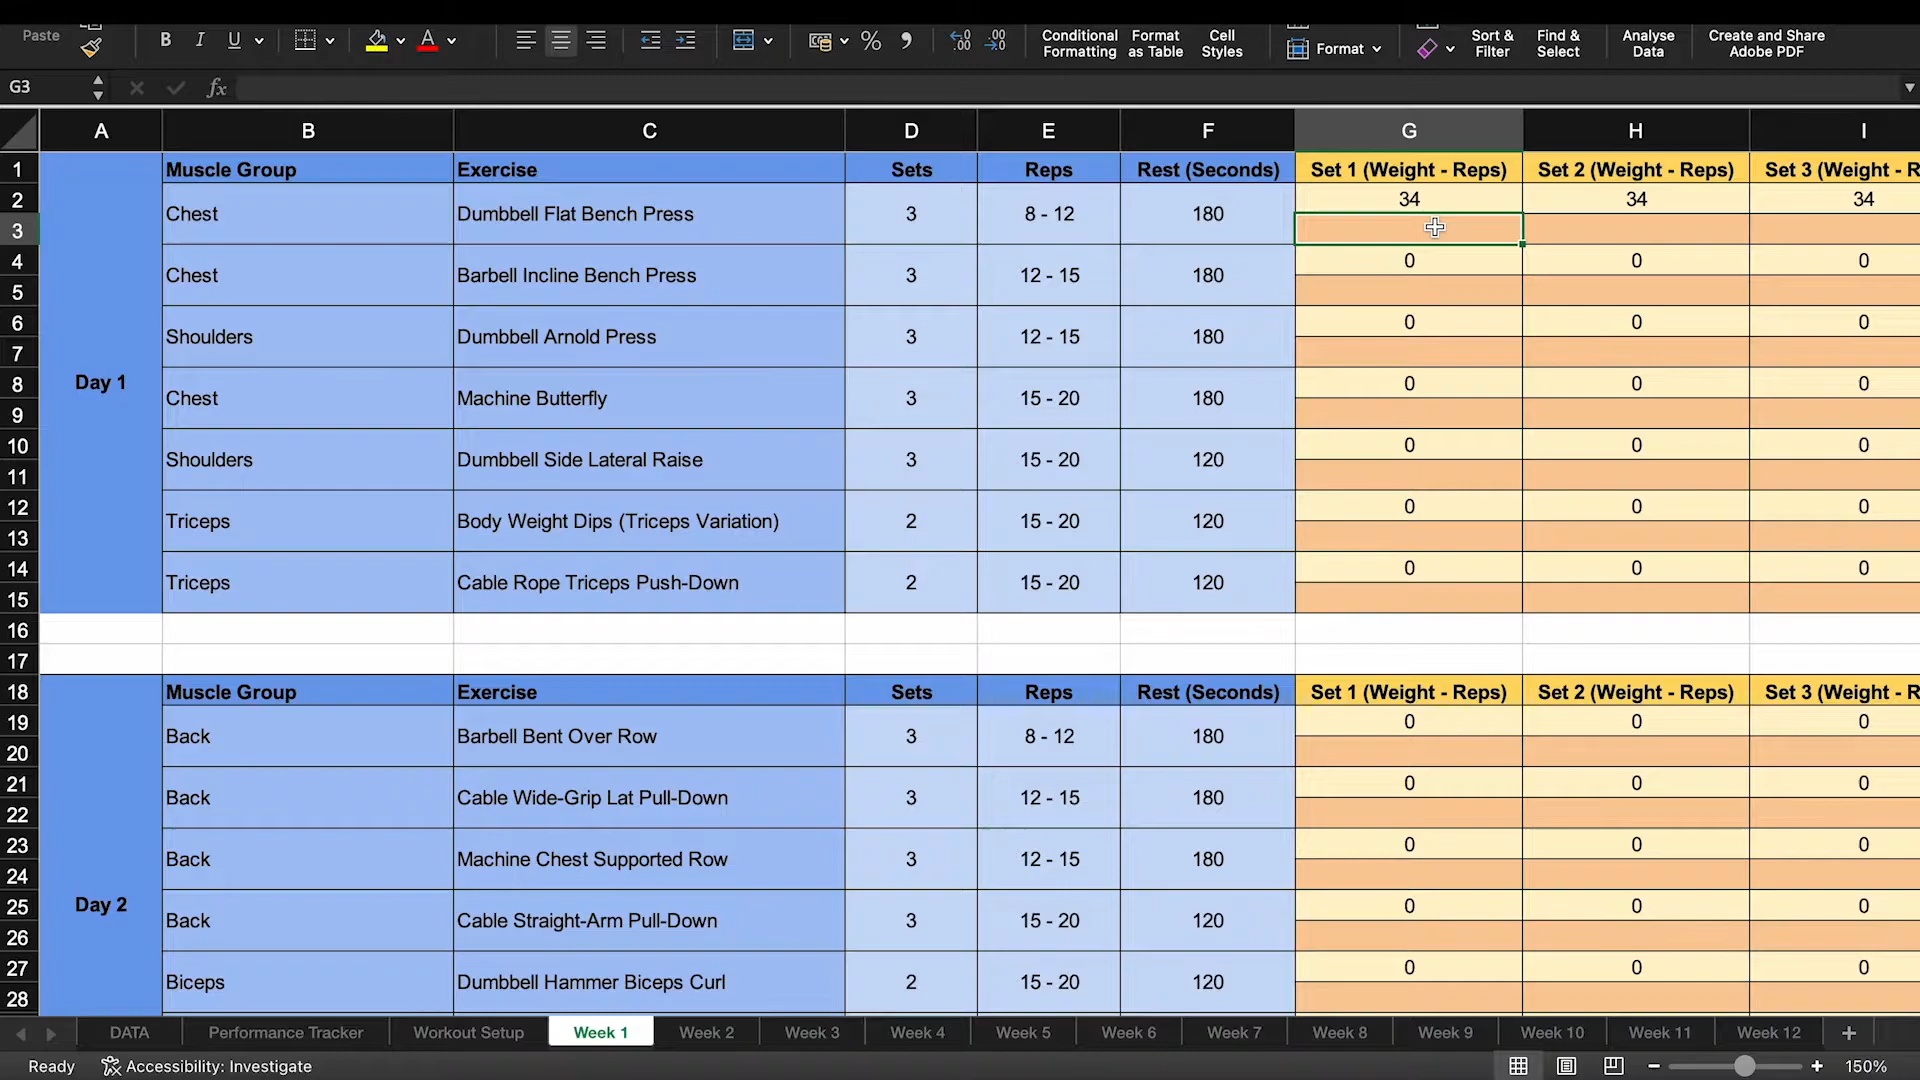 Paste
B I U A
% ,
Conditional Formatting
Format as Table
Cell Styles
Format
Sort & Filter
Find & Select
Analyse Data
Create and Share Adobe PDF
G3 fx
A B C D E F G H I
1 Muscle Group Exercise Sets Reps Rest (Seconds) Set 1 (Weight - Reps) Set 2 (Weight - Reps) Set 3 (Weight - R
2 Chest Dumbbell Flat Bench Press 3 8 - 12 180 34 34 34
3
4 Chest Barbell Incline Bench Press 3 12 - 15 180 0 0 0
5
6 Shoulders Dumbbell Arnold Press 3 12 - 15 180 0 0 0
7
8 Day 1 Chest Machine Butterfly 3 15 - 20 180 0 0 0
9
10 Shoulders Dumbbell Side Lateral Raise 3 15 - 20 120 0 0 0
11
12 Triceps Body Weight Dips (Triceps Variation) 2 15 - 20 120 0 0 0
13
14 Triceps Cable Rope Triceps Push-Down 2 15 - 20 120 0 0 0
15
16
17
18 Muscle Group Exercise Sets Reps Rest (Seconds) Set 1 (Weight - Reps) Set 2 (Weight - Reps) Set 3 (Weight - R
19 Back Barbell Bent Over Row 3 8 - 12 180 0 0 0
20
21 Back Cable Wide-Grip Lat Pull-Down 3 12 - 15 180 0 0 0
22
23 Back Machine Chest Supported Row 3 12 - 15 180 0 0 0
24
25 Day 2 Back Cable Straight-Arm Pull-Down 3 15 - 20 120 0 0 0
26
27 Biceps Dumbbell Hammer Biceps Curl 2 15 - 20 120 0 0 0
28
DATA Performance Tracker Workout Setup Week 1 Week 2 Week 3 Week 4 Week 5 Week 6 Week 7 Week 8 Week 9 Week 10 Week 11 Week 12 +
Ready Accessibility: Investigate − + 150%